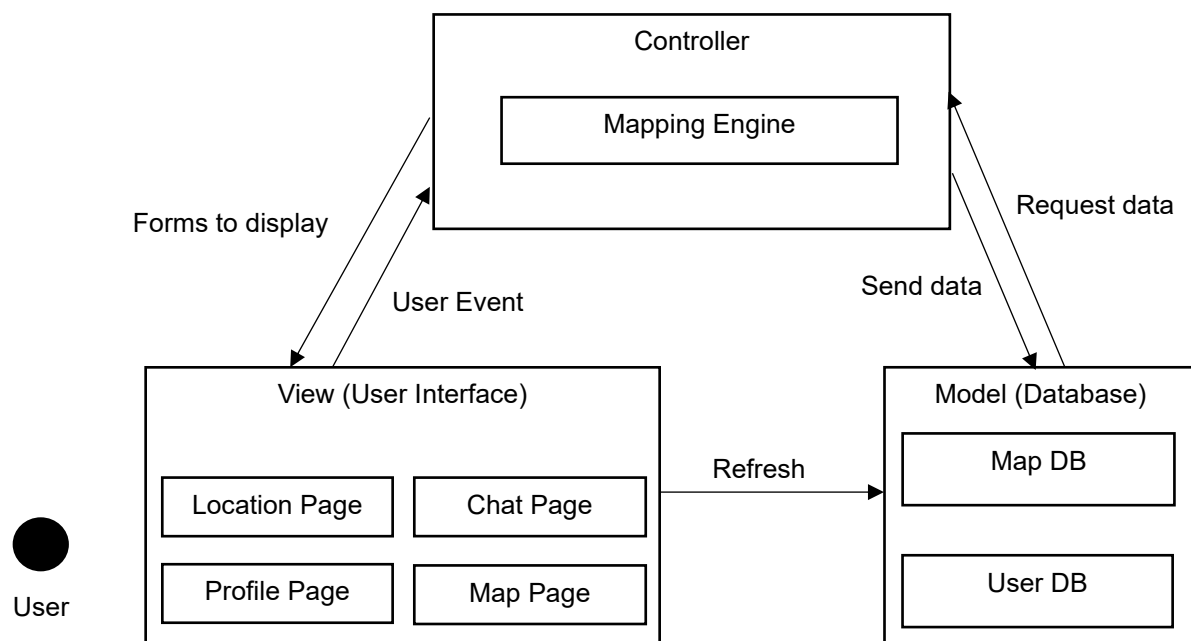 Controller
Mapping Engine
Forms to display
Request data
User Event
Send data
View (User Interface)
Model (Database)
Location Page
Chat Page
Refresh
Map DB
Profile Page
Map Page
User DB
User